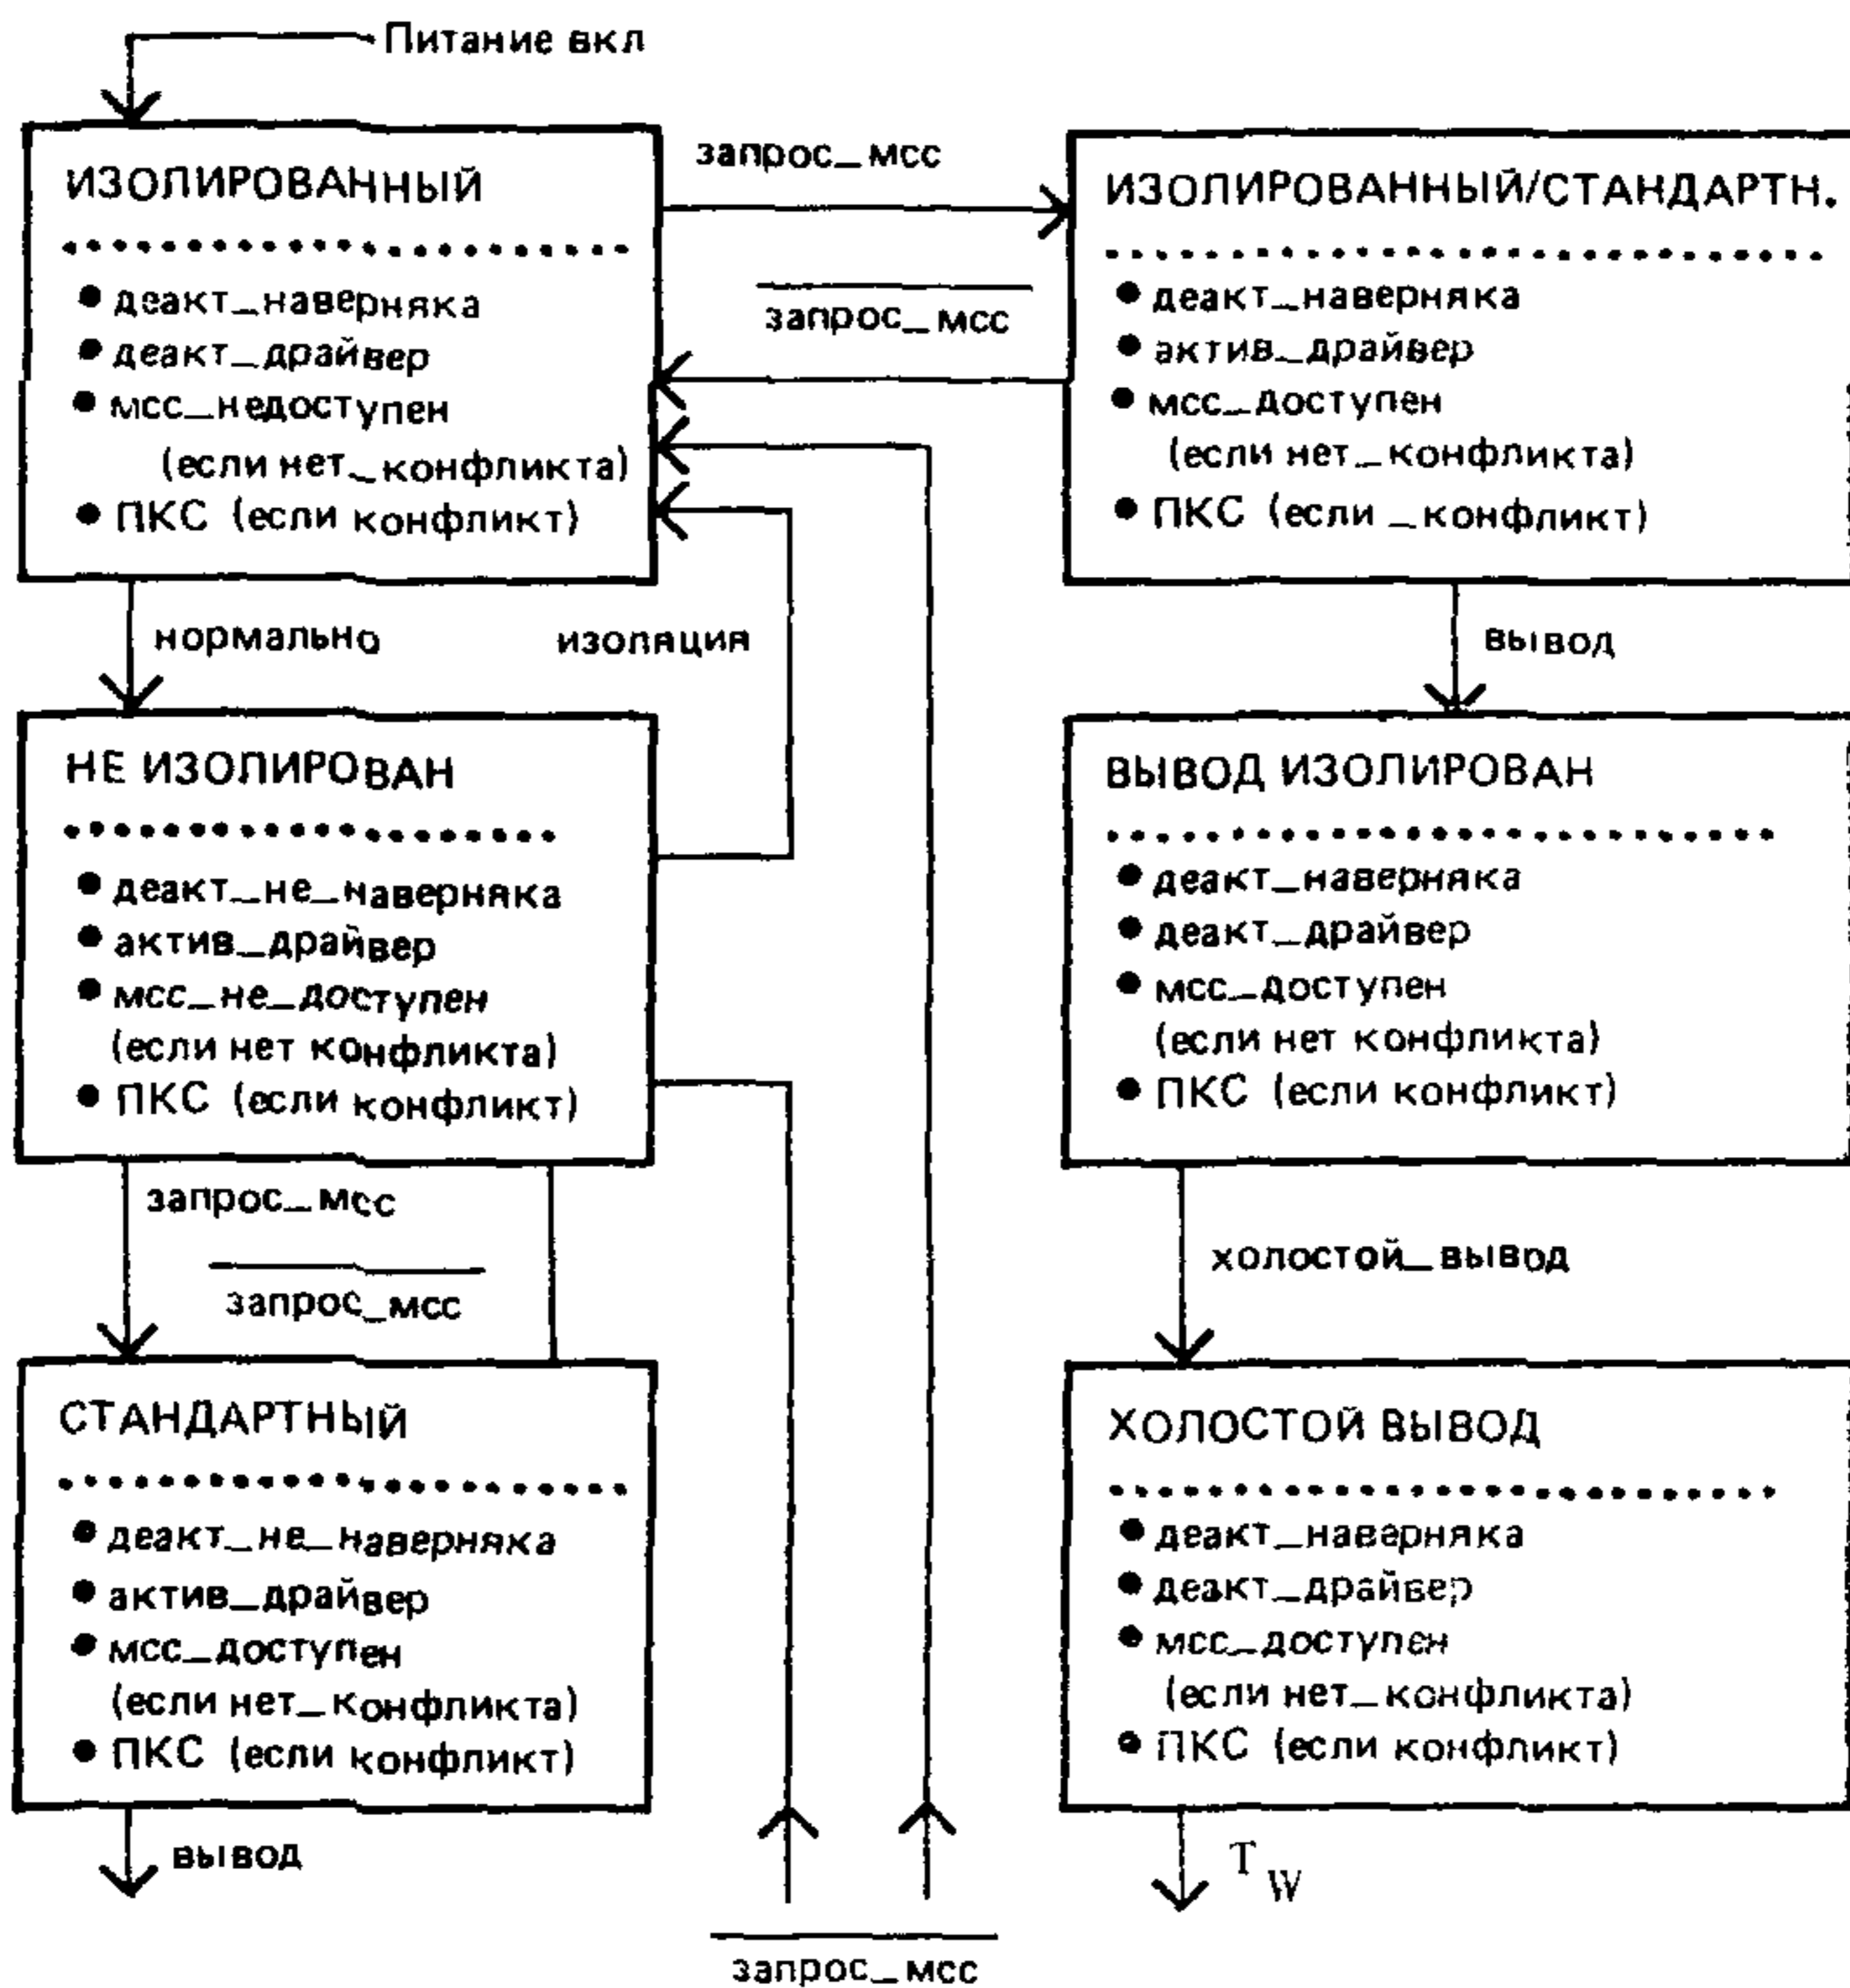 Питание вкл
ИЗОЛИРОВАННЫЙ
● деакт_наверняка
● деакт_драйвер
● мсс_недоступен
(если нет_конфликта)
● ПКС (если конфликт)
запрос_мсс
запрос_мсс
ИЗОЛИРОВАННЫЙ/СТАНДАРТН.
● деакт_наверняка
● актив_драйвер
● мсс_доступен
(если нет_конфликта)
● ПКС (если _конфликт)
нормально
изоляция
вывод
НЕ ИЗОЛИРОВАН
● деакт_не_наверняка
● актив_драйвер
● мсс_не_доступен
(если нет конфликта)
● ПКС (если конфликт)
ВЫВОД ИЗОЛИРОВАН
● деакт_наверняка
● деакт_драйвер
● мсс_доступен
(если нет конфликта)
● ПКС (если конфликт)
запрос_мсс
запрос_мсс
холостой_вывод
СТАНДАРТНЫЙ
● деакт_не_наверняка
● актив_драйвер
● мсс_доступен
(если нет_конфликта)
● ПКС (если конфликт)
ХОЛОСТОЙ ВЫВОД
● деакт_наверняка
● деакт_драйвер
● мсс_доступен
(если нет_конфликта)
● ПКС (если конфликт)
вывод
T W
запрос_мсс